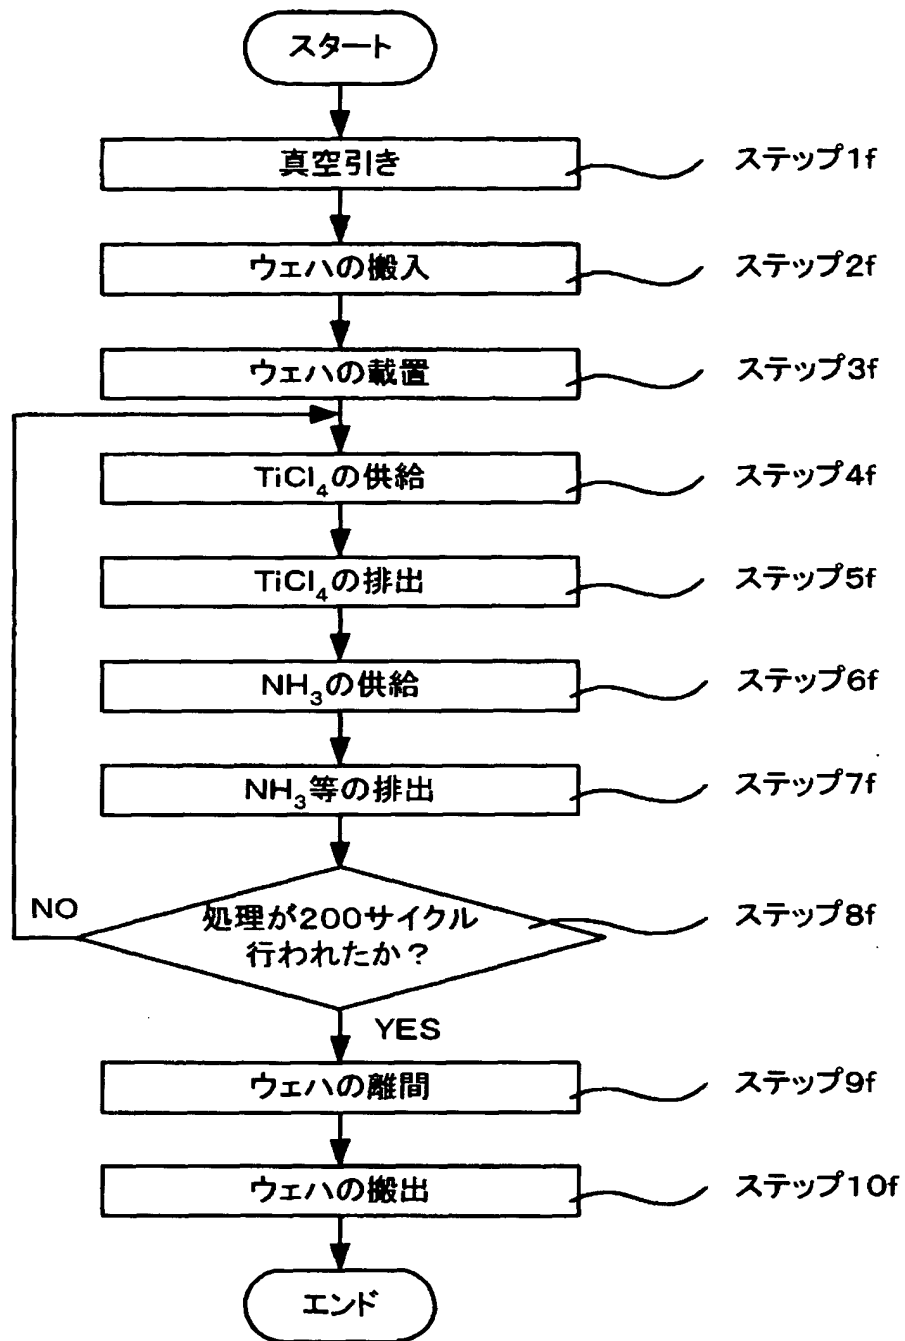 スタート
真空引き
ステップ1f
ウェハの搬入
ステップ2f
ウェハの載置
ステップ3f
TiCl₄の供給
ステップ4f
TiCl₄の排出
ステップ5f
NH₃の供給
ステップ6f
NH₃等の排出
ステップ7f
NO
処理が200サイクル
行われたか？
ステップ8f
YES
ウェハの離間
ステップ9f
ウェハの搬出
ステップ10f
エンド